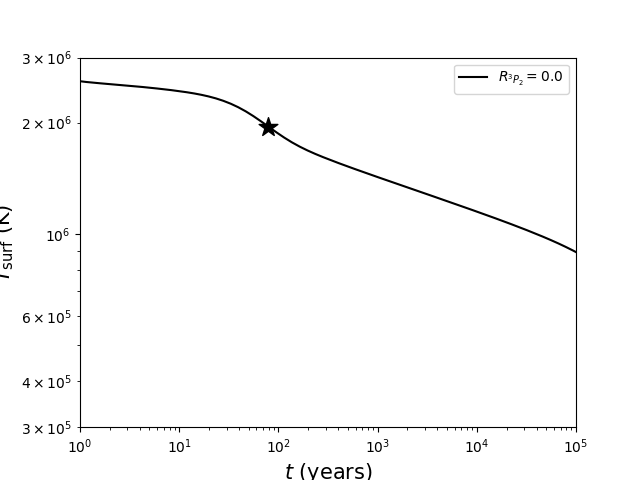 3 × 10⁶
2 × 10⁶
10⁶
6 × 10⁵
4 × 10⁵
3 × 10⁵
surf (K)
R³P₂ = 0.0
10⁰ 10¹ 10² 10³ 10⁴ 10⁵
t (years)